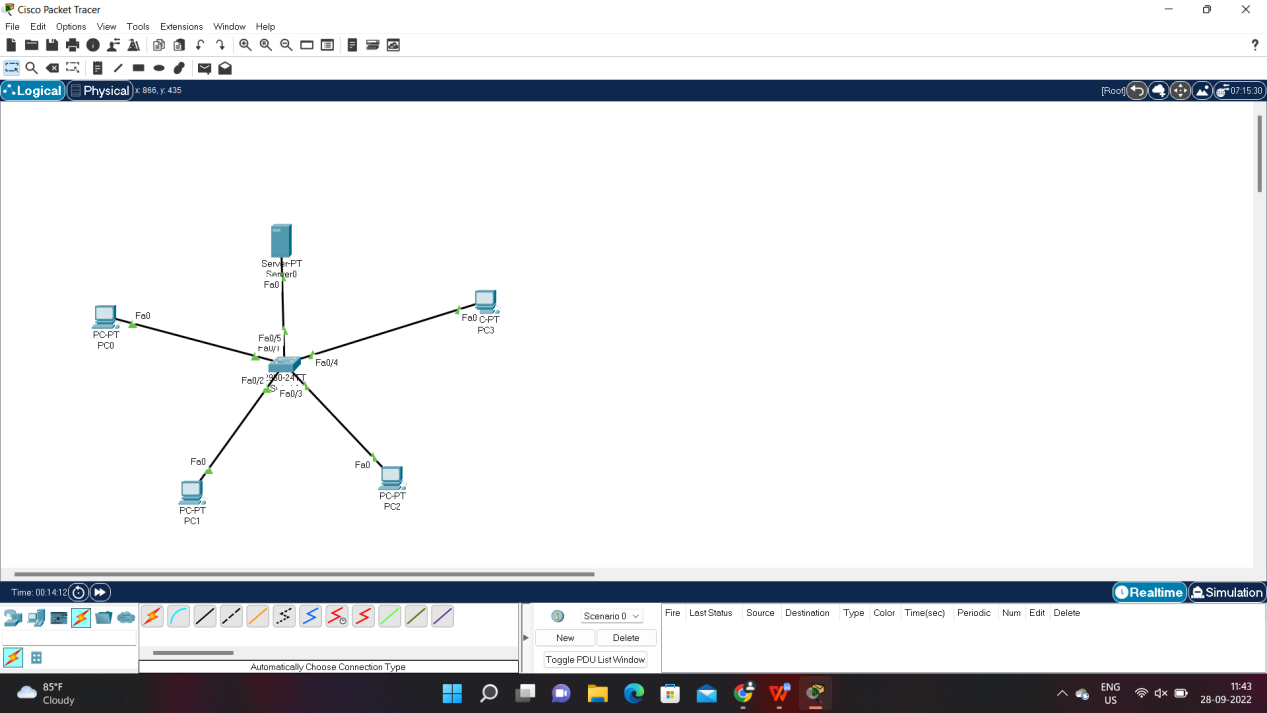 Cisco Packet Tracer
File Edit Options View Tools Extensions Window Help
?
Logical Physical x: 866, y: 435 [Root] 07:15:30
Server-PT
Server0
Fa0
Fa0
PC-PT
PC0
Fa0 C-PT
PC3
Fa0/5
Fa0/1
Fa0/4
Fa0/2
Fa0/3
Fa0
PC-PT
PC1
Fa0
PC-PT
PC2
Time: 00:14:12 Realtime Simulation
Scenario 0
New Delete
Toggle PDU List Window
Fire Last Status Source Destination Type Color Time(sec) Periodic Num Edit Delete
Automatically Choose Connection Type
85°F
Cloudy
ENG
US
11:43
28-09-2022